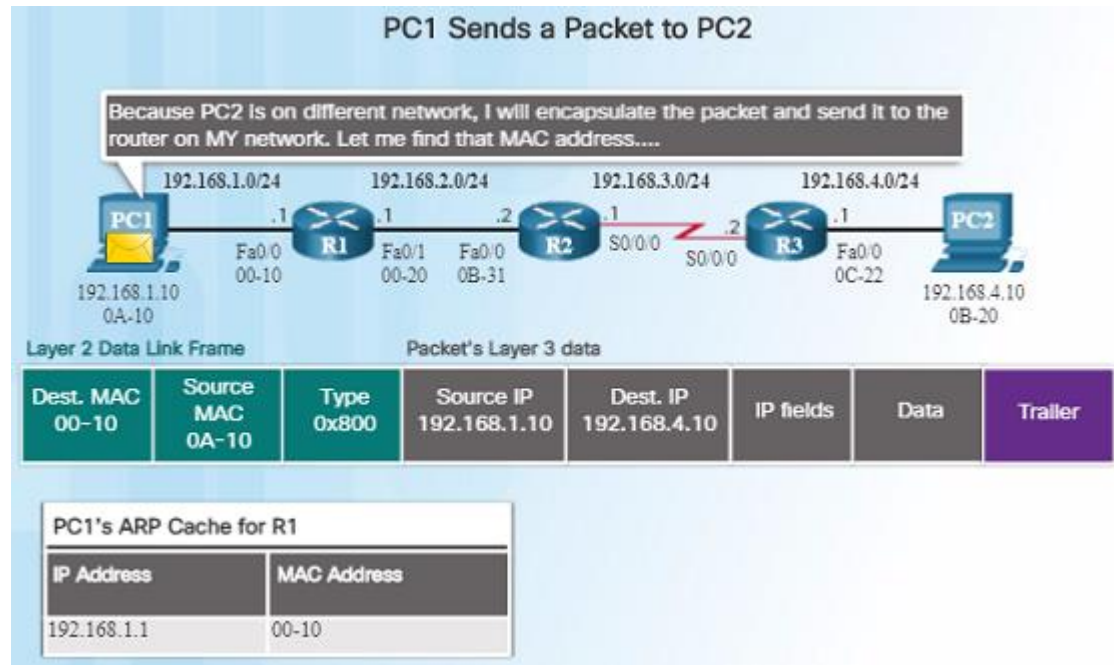 PC1 Sends a Packet to PC2
Because PC2 is on different network, I will encapsulate the packet and send it to the
router on MY network. Let me find that MAC address....
192.168.1.0/24 192.168.2.0/24 192.168.3.0/24 192.168.4.0/24
PC1 .1 R1 .1 .2 R2 .1 .2 R3 .1 PC2
Fa0/0 Fa0/1 Fa0/0 S0/0/0 S0/0/0 Fa0/0
00-10 00-20 0B-31 0C-22
192.168.1.10 192.168.4.10
0A-10 0B-20
Layer 2 Data Link Frame Packet's Layer 3 data
Dest. MAC
00-10
Source
MAC
0A-10
Type
0x800
Source IP
192.168.1.10
Dest. IP
192.168.4.10
IP fields
Data
Trailer
PC1's ARP Cache for R1
IP Address MAC Address
192.168.1.1 00-10